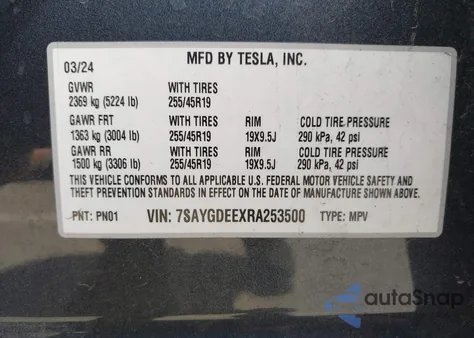 MFD BY TESLA, INC.
03/24
GVWR WITH TIRES
2369 kg (5224 lb) 255/45R19
GAWR FRT WITH TIRES RIM COLD TIRE PRESSURE
1363 kg (3004 lb) 255/45R19 19X9.5J 290 kPa, 42 psi
GAWR RR WITH TIRES RIM COLD TIRE PRESSURE
1500 kg (3306 lb) 255/45R19 19X9.5J 290 kPa, 42 psi
THIS VEHICLE CONFORMS TO ALL APPLICABLE U.S. FEDERAL MOTOR VEHICLE SAFETY AND
THEFT PREVENTION STANDARDS IN EFFECT ON THE DATE OF MANUFACTURE SHOWN ABOVE.
PNT: PN01 VIN: 7SAYGDEEXRA253500 TYPE: MPV
autoSnap